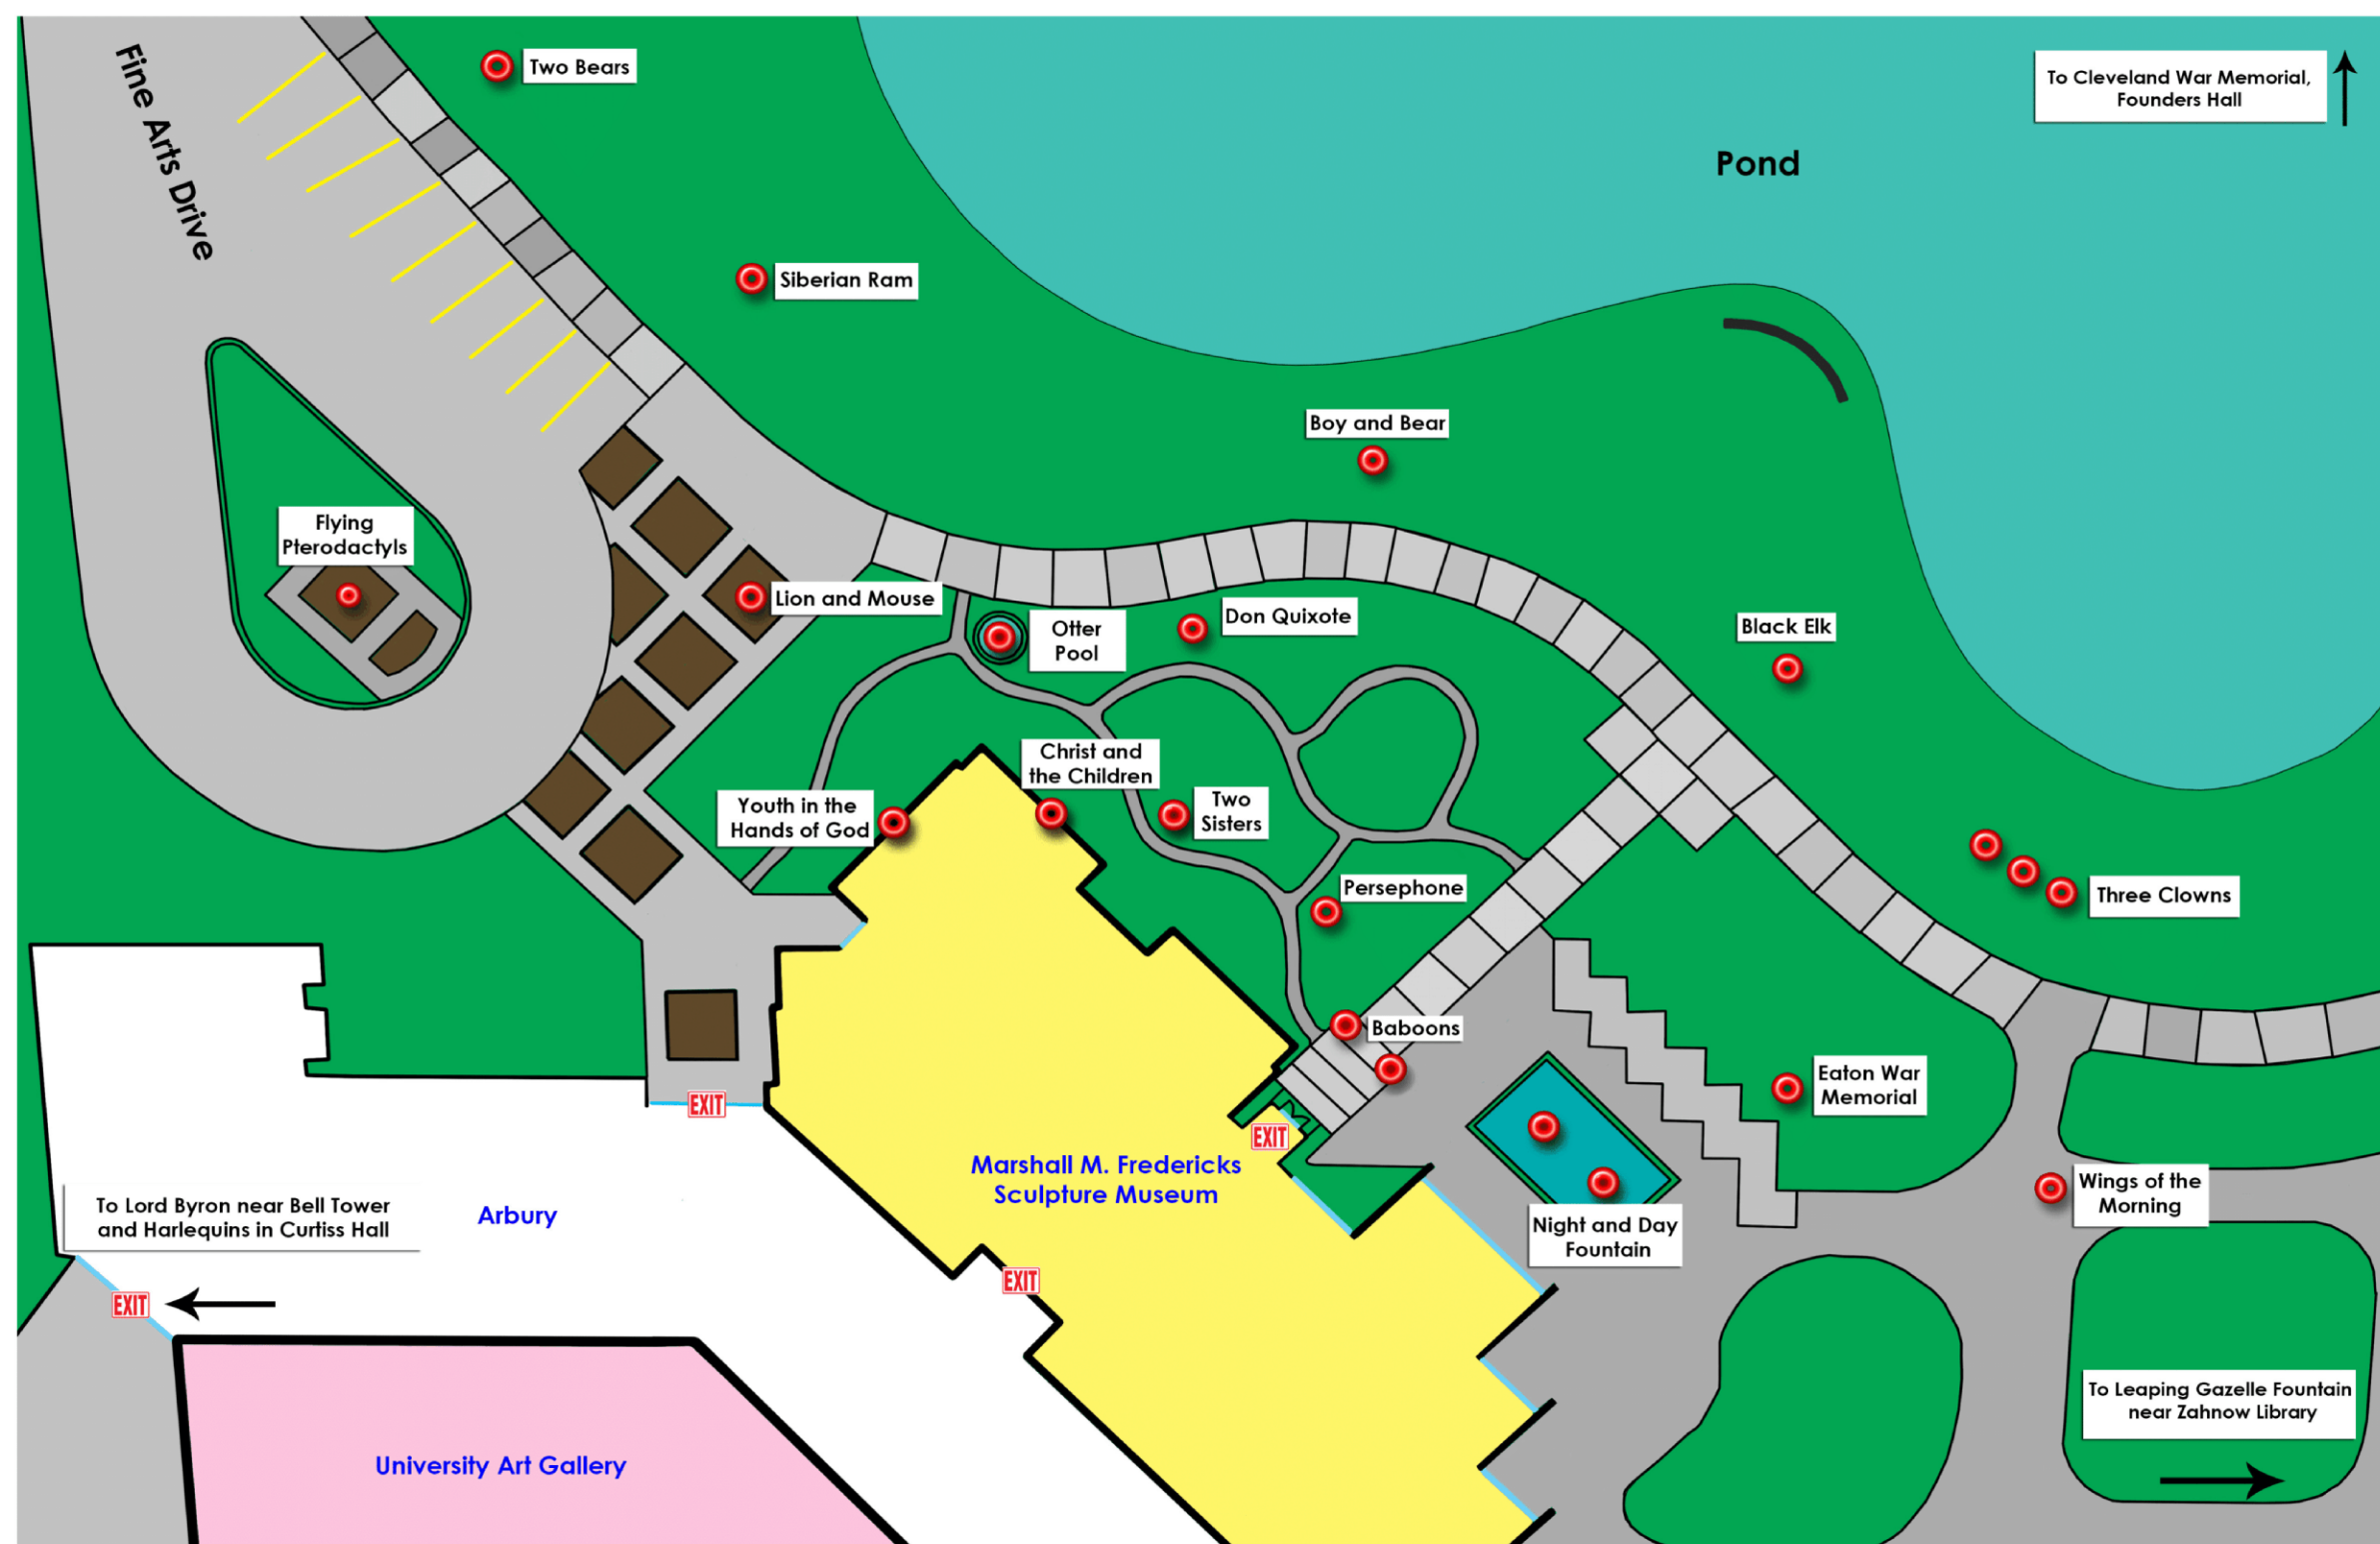 Fine Arts Drive
Two Bears
To Cleveland War Memorial,
Founders Hall
Pond
Siberian Ram
Boy and Bear
Flying
Pterodactyls
Lion and Mouse
Otter
Pool
Don Quixote
Black Elk
Christ and
the Children
Youth in the
Hands of God
Two
Sisters
Persephone
Three Clowns
Baboons
Eaton War
Memorial
EXIT
EXIT
Marshall M. Fredericks
Sculpture Museum
Wings of the
Morning
To Lord Byron near Bell Tower
and Harlequins in Curtiss Hall
Arbury
Night and Day
Fountain
EXIT
EXIT
To Leaping Gazelle Fountain
near Zahnow Library
University Art Gallery